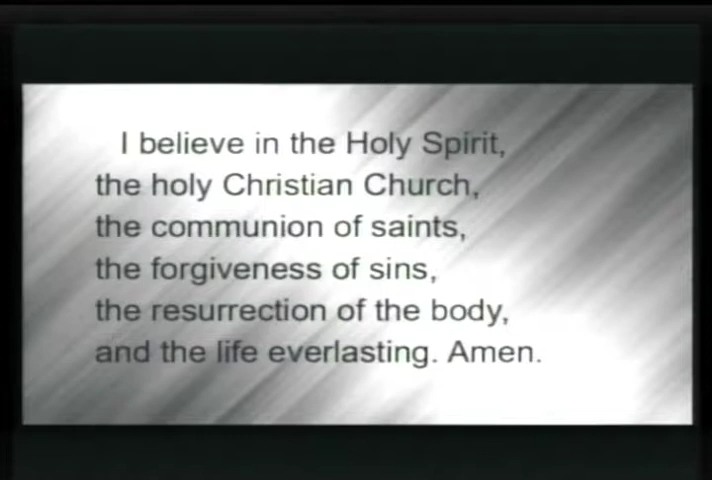 I believe in the Holy Spirit,
the holy Christian Church,
the communion of saints,
the forgiveness of sins,
the resurrection of the body,
and the life everlasting. Amen.